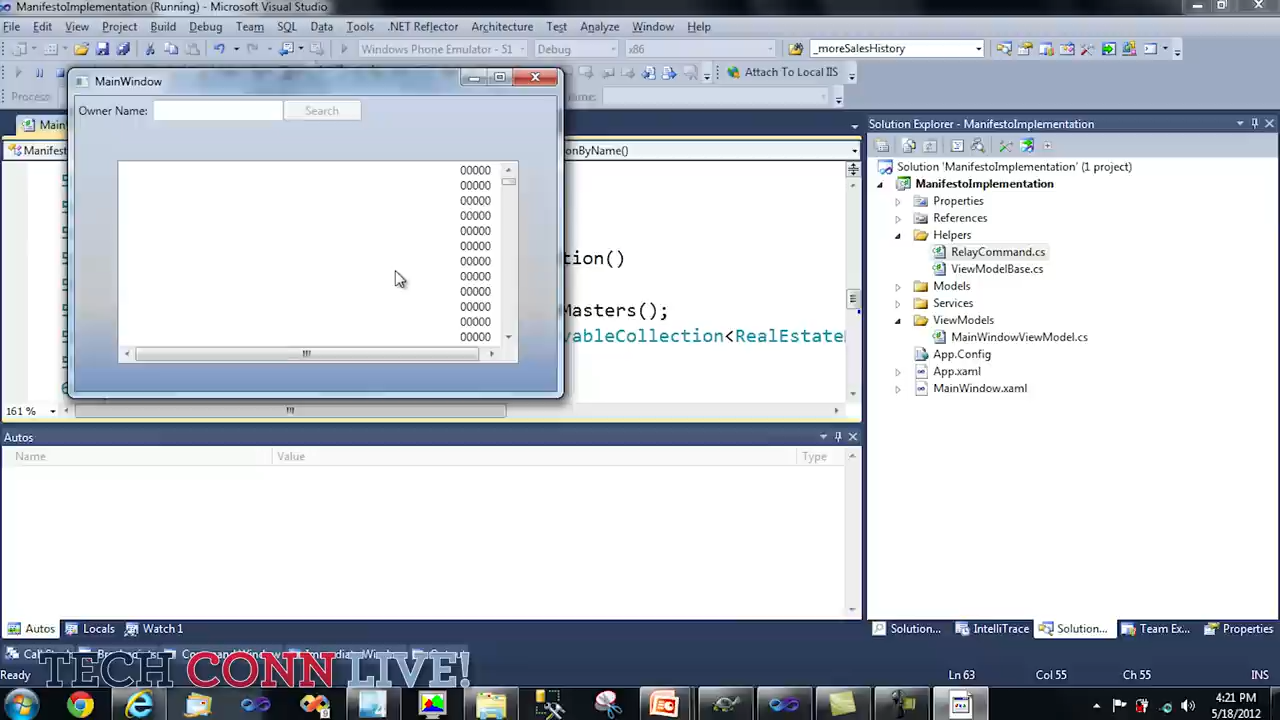 ManifestoImplementation (Running) - Microsoft Visual Studio
File Edit View Project Build Debug Team SQL Data Tools .NET Reflector Architecture Test Analyze Window Help
Windows Phone Emulator - S1 Debug x86 _moreSalesHistory
Attach To Local IIS
Process
MainWindow
Owner Name: Search
Main
Manifest onByName()
00000
00000
00000
00000
00000
00000
00000
00000
00000
00000
00000
00000
tion()
Masters();
vableCollection<RealEstate
161 %
Autos
Name Value Type
Autos Locals Watch 1
Solution Explorer - ManifestoImplementation
Solution 'ManifestoImplementation' (1 project)
ManifestoImplementation
Properties
References
Helpers
RelayCommand.cs
ViewModelBase.cs
Models
Services
ViewModels
MainWindowViewModel.cs
App.Config
App.xaml
MainWindow.xaml
Solution... IntelliTrace Solution... Team Ex... Properties
TECH CONN LIVE!
Ready Ln 63 Col 55 Ch 55 INS
4:21 PM
5/18/2012